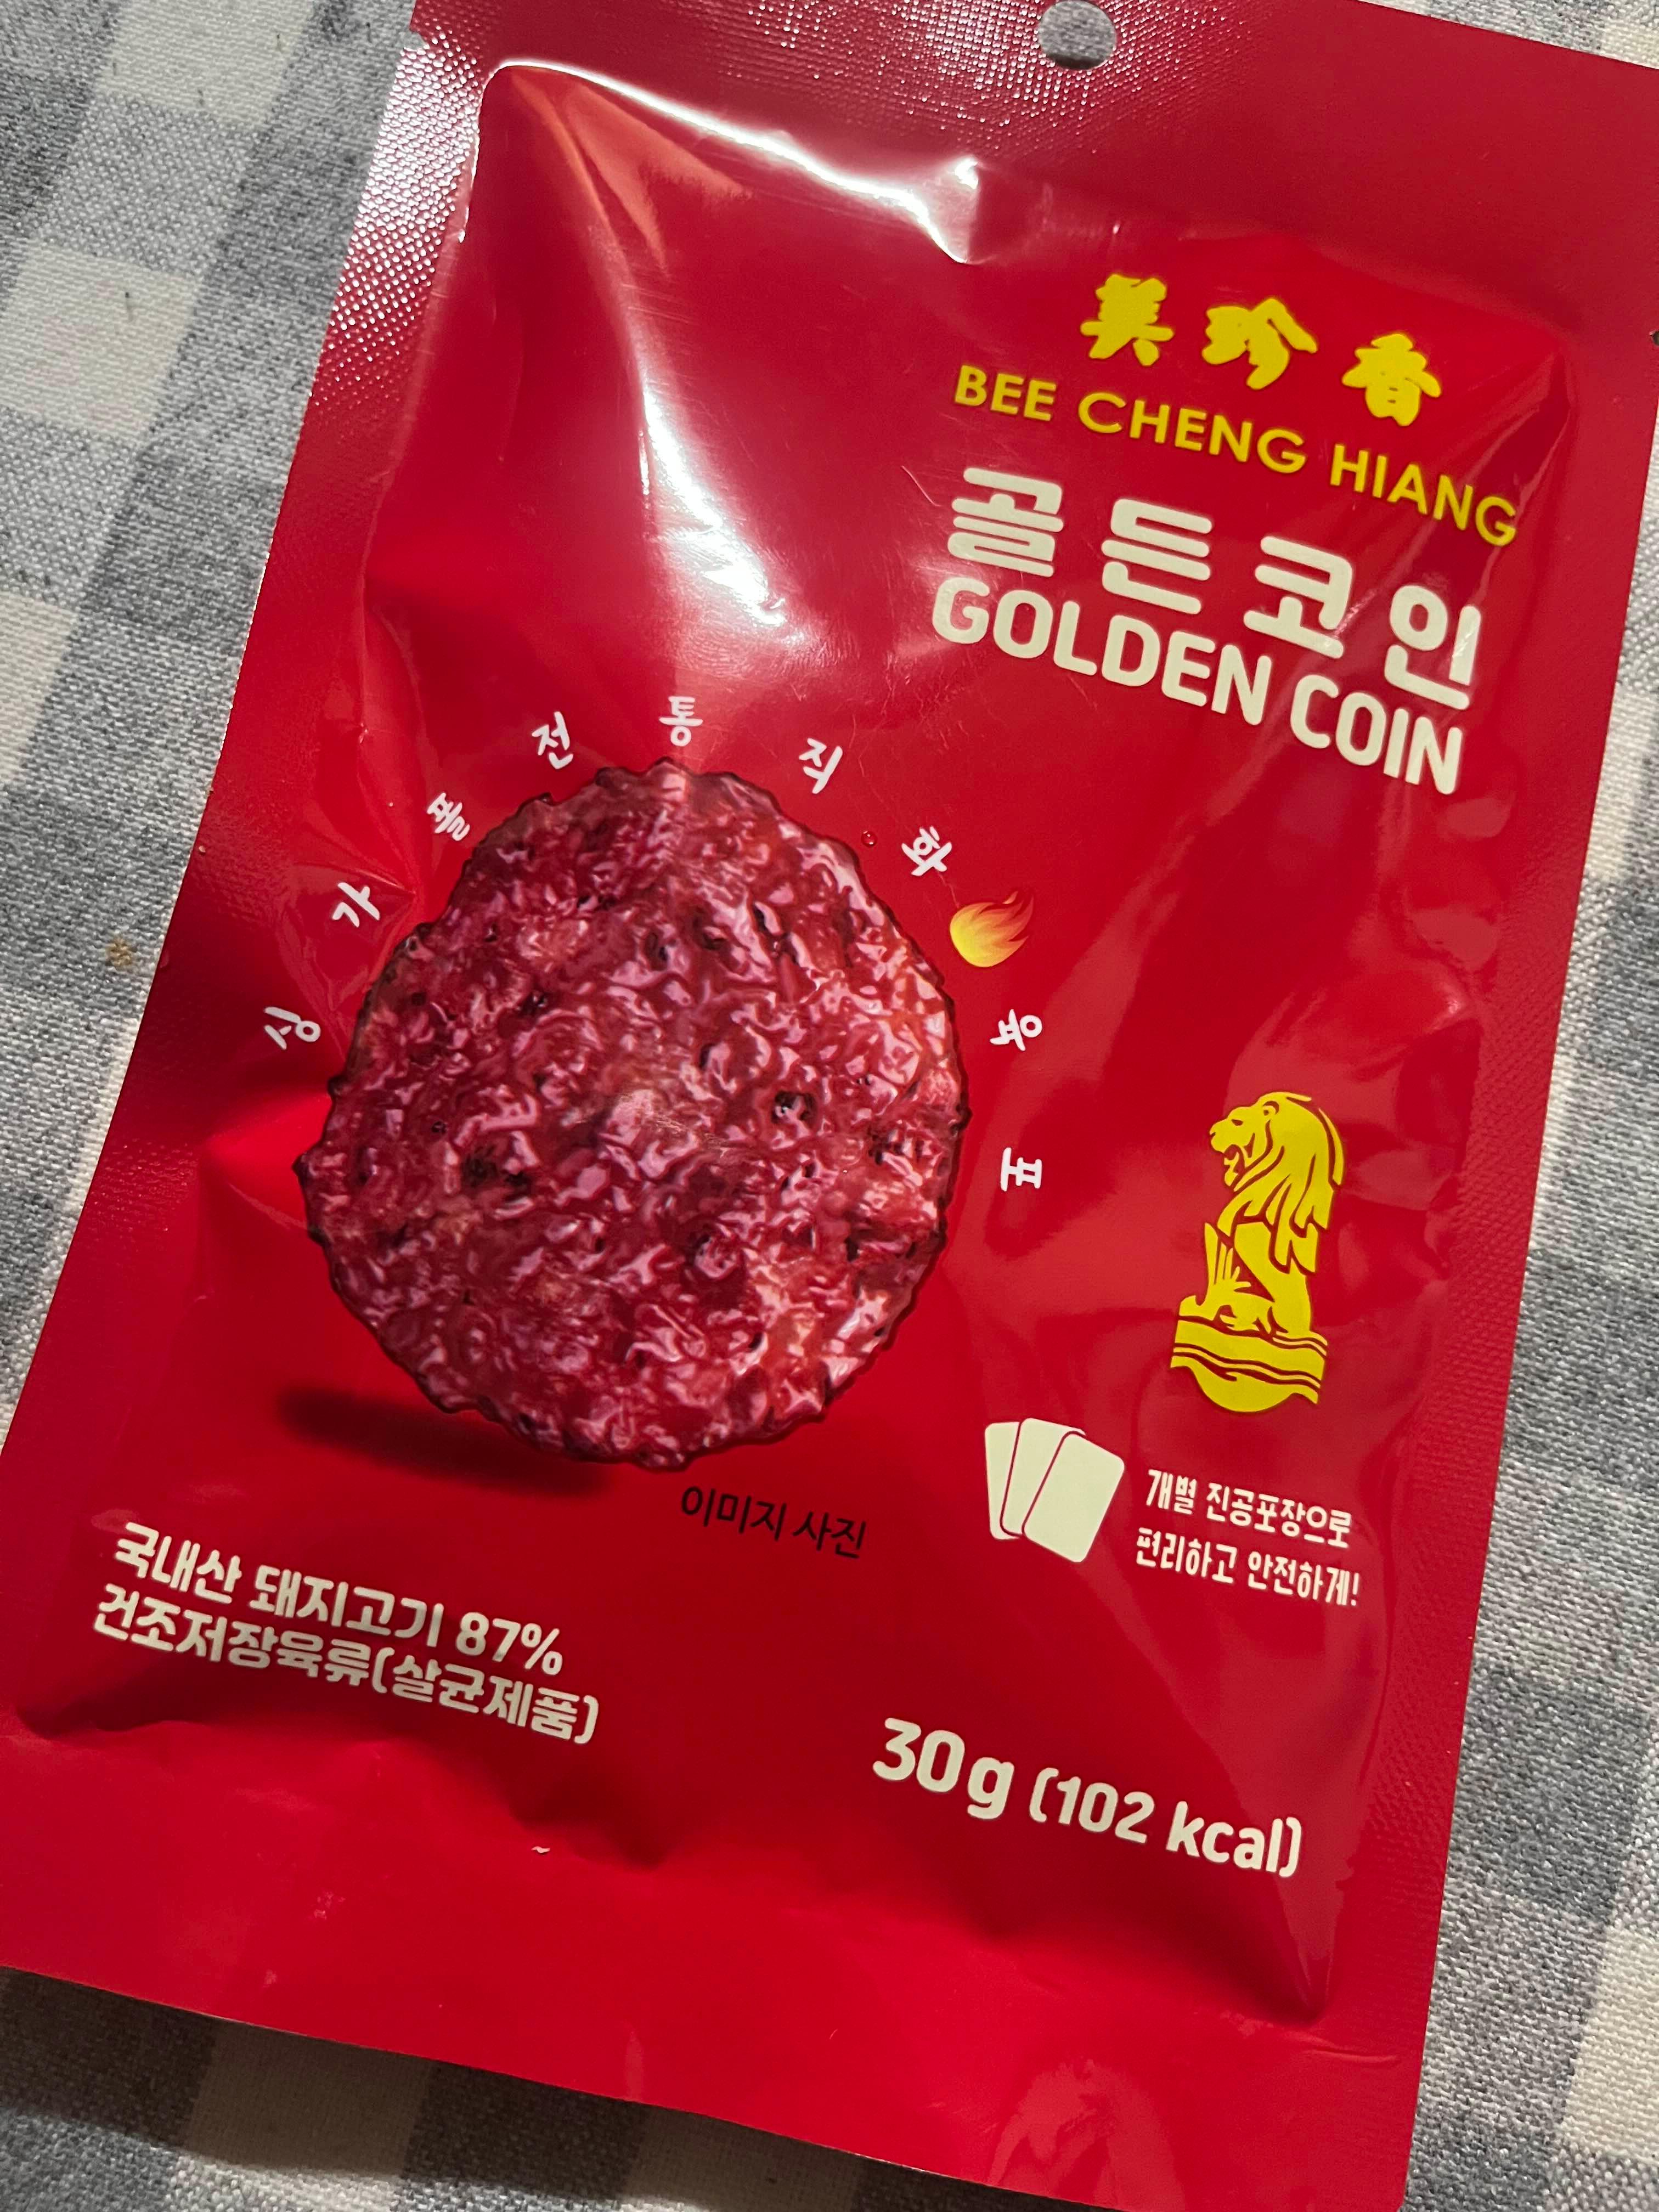 美珍香
BEE CHENG HIANG
골든코인
GOLDEN COIN
싱가폴전통직화육포
이미지 사진
개별 진공포장으로
편리하고 안전하게!
국내산 돼지고기 87%
건조저장육류(살균제품)
30g (102 kcal)